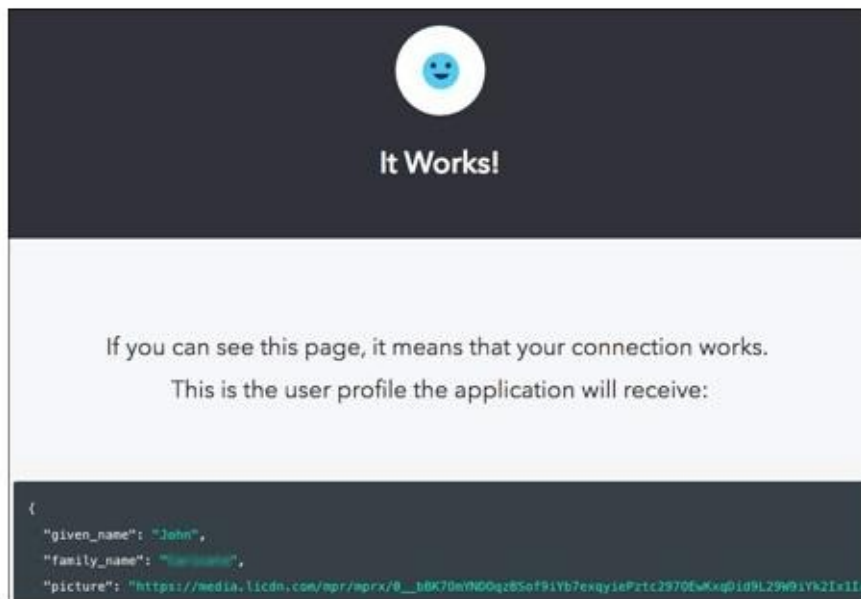 It Works!
If you can see this page, it means that your connection works.
This is the user profile the application will receive:
{
"given_name": "John",
"family_name": "",
"picture":